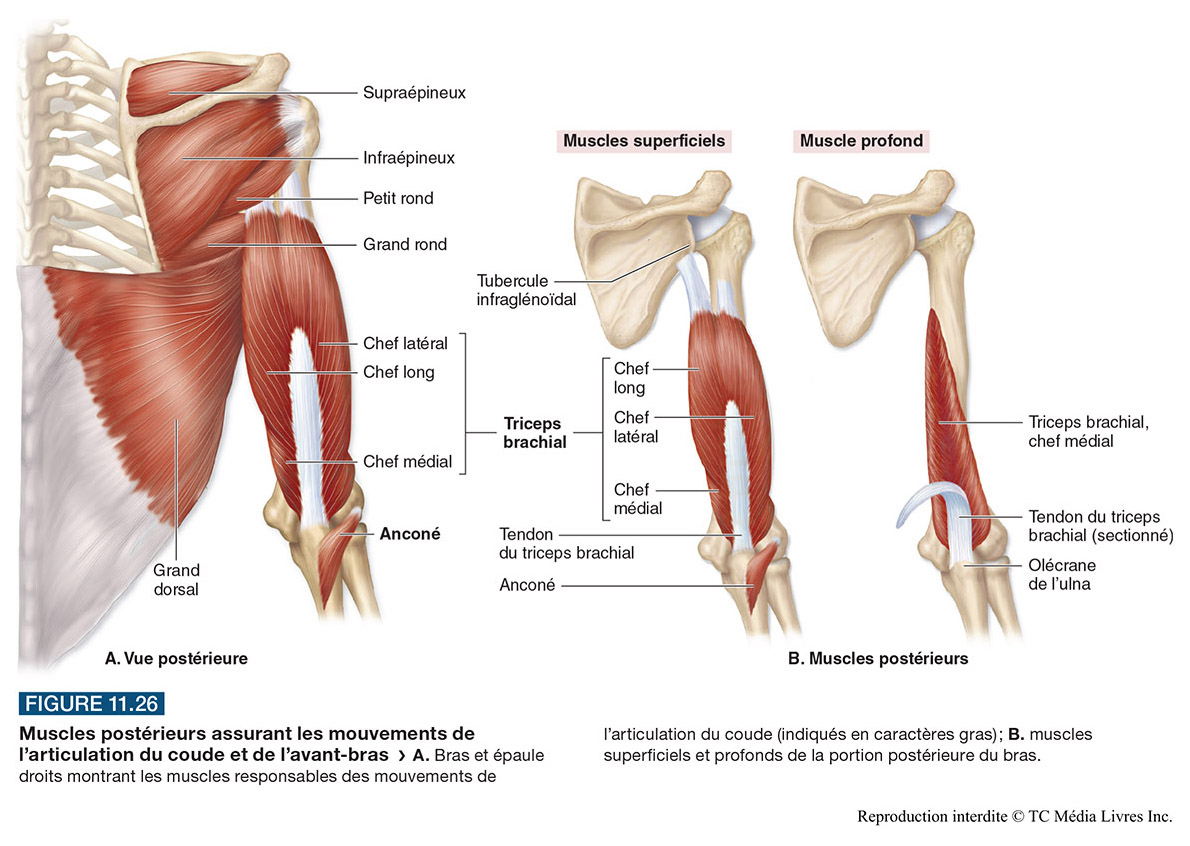 Supraépineux
Infraépineux
Petit rond
Grand rond
Chef latéral
Chef long
Chef médial
Triceps
brachial
Anconé
Grand
dorsal
A. Vue postérieure
Muscles superficiels
Muscle profond
Tubercule
infraglénoïdal
Chef
long
Chef
latéral
Chef
médial
Tendon
du triceps brachial
Anconé
Triceps brachial,
chef médial
Tendon du triceps
brachial (sectionné)
Olécrane
de l’ulna
B. Muscles postérieurs
FIGURE 11.26
Muscles postérieurs assurant les mouvements de
l’articulation du coude et de l’avant-bras › A. Bras et épaule
droits montrant les muscles responsables des mouvements de
l’articulation du coude (indiqués en caractères gras) ; B. muscles
superficiels et profonds de la portion postérieure du bras.
Reproduction interdite © TC Média Livres Inc.